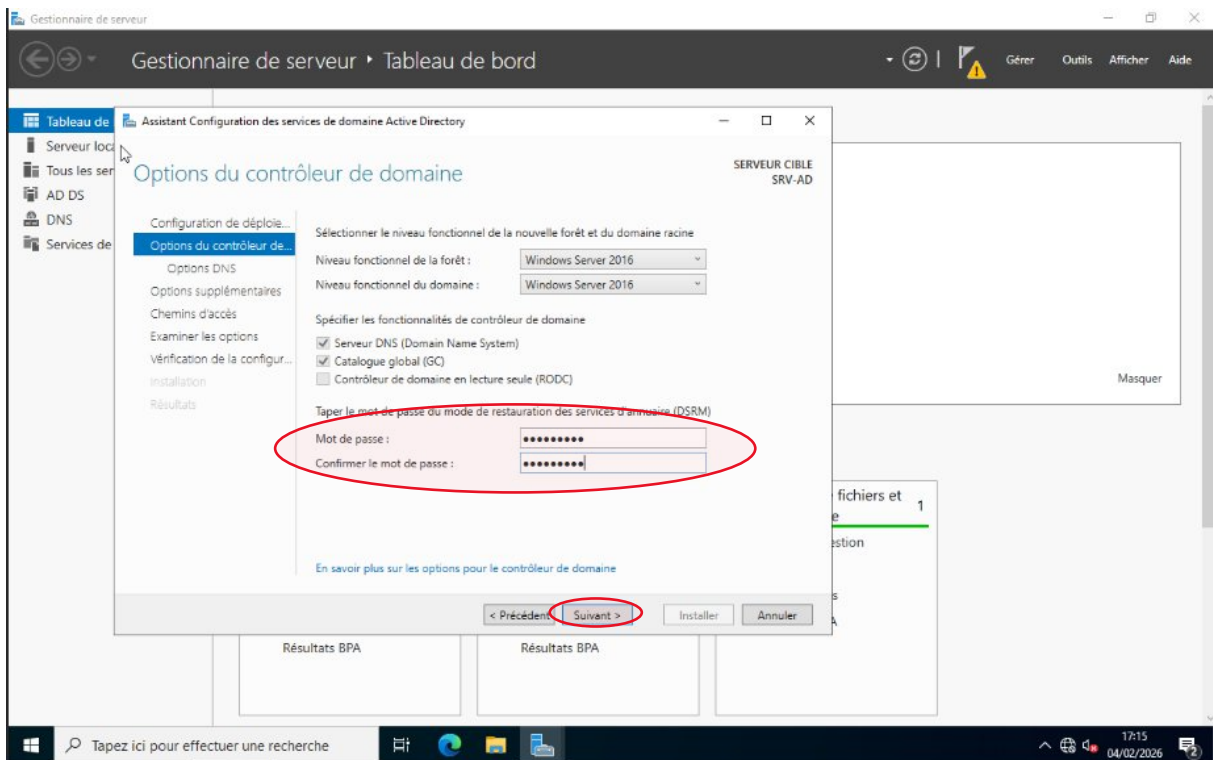 Gestionnaire de serveur
Gestionnaire de serveur ‣ Tableau de bord
Gérer Outils Afficher Aide
Tableau de
Serveur loca
Tous les ser
AD DS
DNS
Services de
Assistant Configuration des services de domaine Active Directory
Options du contrôleur de domaine
SERVEUR CIBLE
SRV-AD
Configuration de déploie...
Options du contrôleur de...
Options DNS
Options supplémentaires
Chemins d'accès
Examiner les options
Vérification de la configur...
Installation
Résultats
Sélectionner le niveau fonctionnel de la nouvelle forêt et du domaine racine
Niveau fonctionnel de la forêt : Windows Server 2016
Niveau fonctionnel du domaine : Windows Server 2016
Spécifier les fonctionnalités de contrôleur de domaine
Serveur DNS (Domain Name System)
Catalogue global (GC)
Contrôleur de domaine en lecture seule (RODC)
Taper le mot de passe du mode de restauration des services d'annuaire (DSRM)
Mot de passe : •••••••••
Confirmer le mot de passe : •••••••••
En savoir plus sur les options pour le contrôleur de domaine
< Précédent Suivant > Installer Annuler
Masquer
fichiers et 1
e
estion
s
A
Résultats BPA Résultats BPA
Tapez ici pour effectuer une recherche
17:15
04/02/2026
2